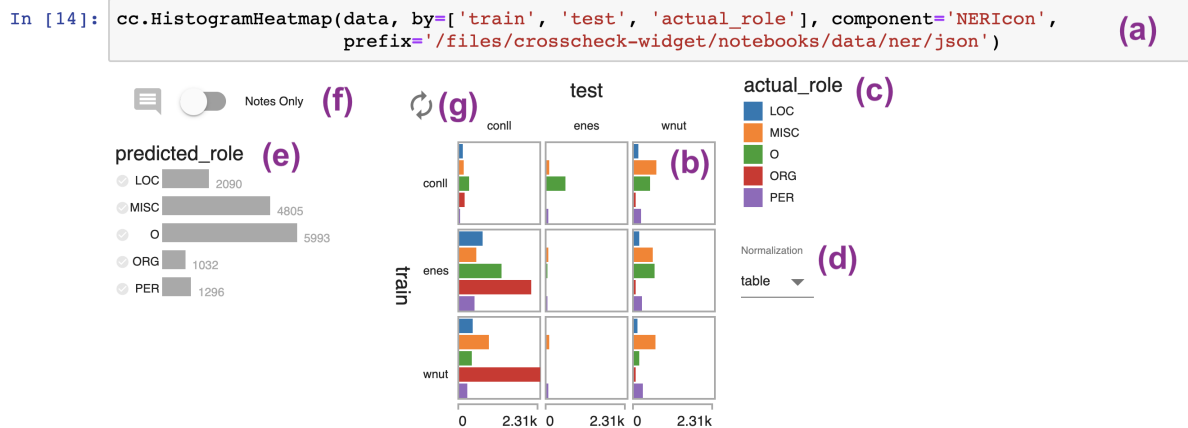 In [14]: cc.HistogramHeatmap(data, by=['train', 'test', 'actual_role'], component='NERIcon',
prefix='/files/crosscheck-widget/notebooks/data/ner/json')
(a)
Notes Only (f)
(g)
test
actual_role (c)
LOC
MISC
O
ORG
PER
conll enes wnut
predicted_role (e)
LOC 2090
MISC 4805
O 5993
ORG 1032
PER 1296
(b)
train
conll
enes
wnut
Normalization
table
(d)
0 2.31k 0 2.31k 0 2.31k